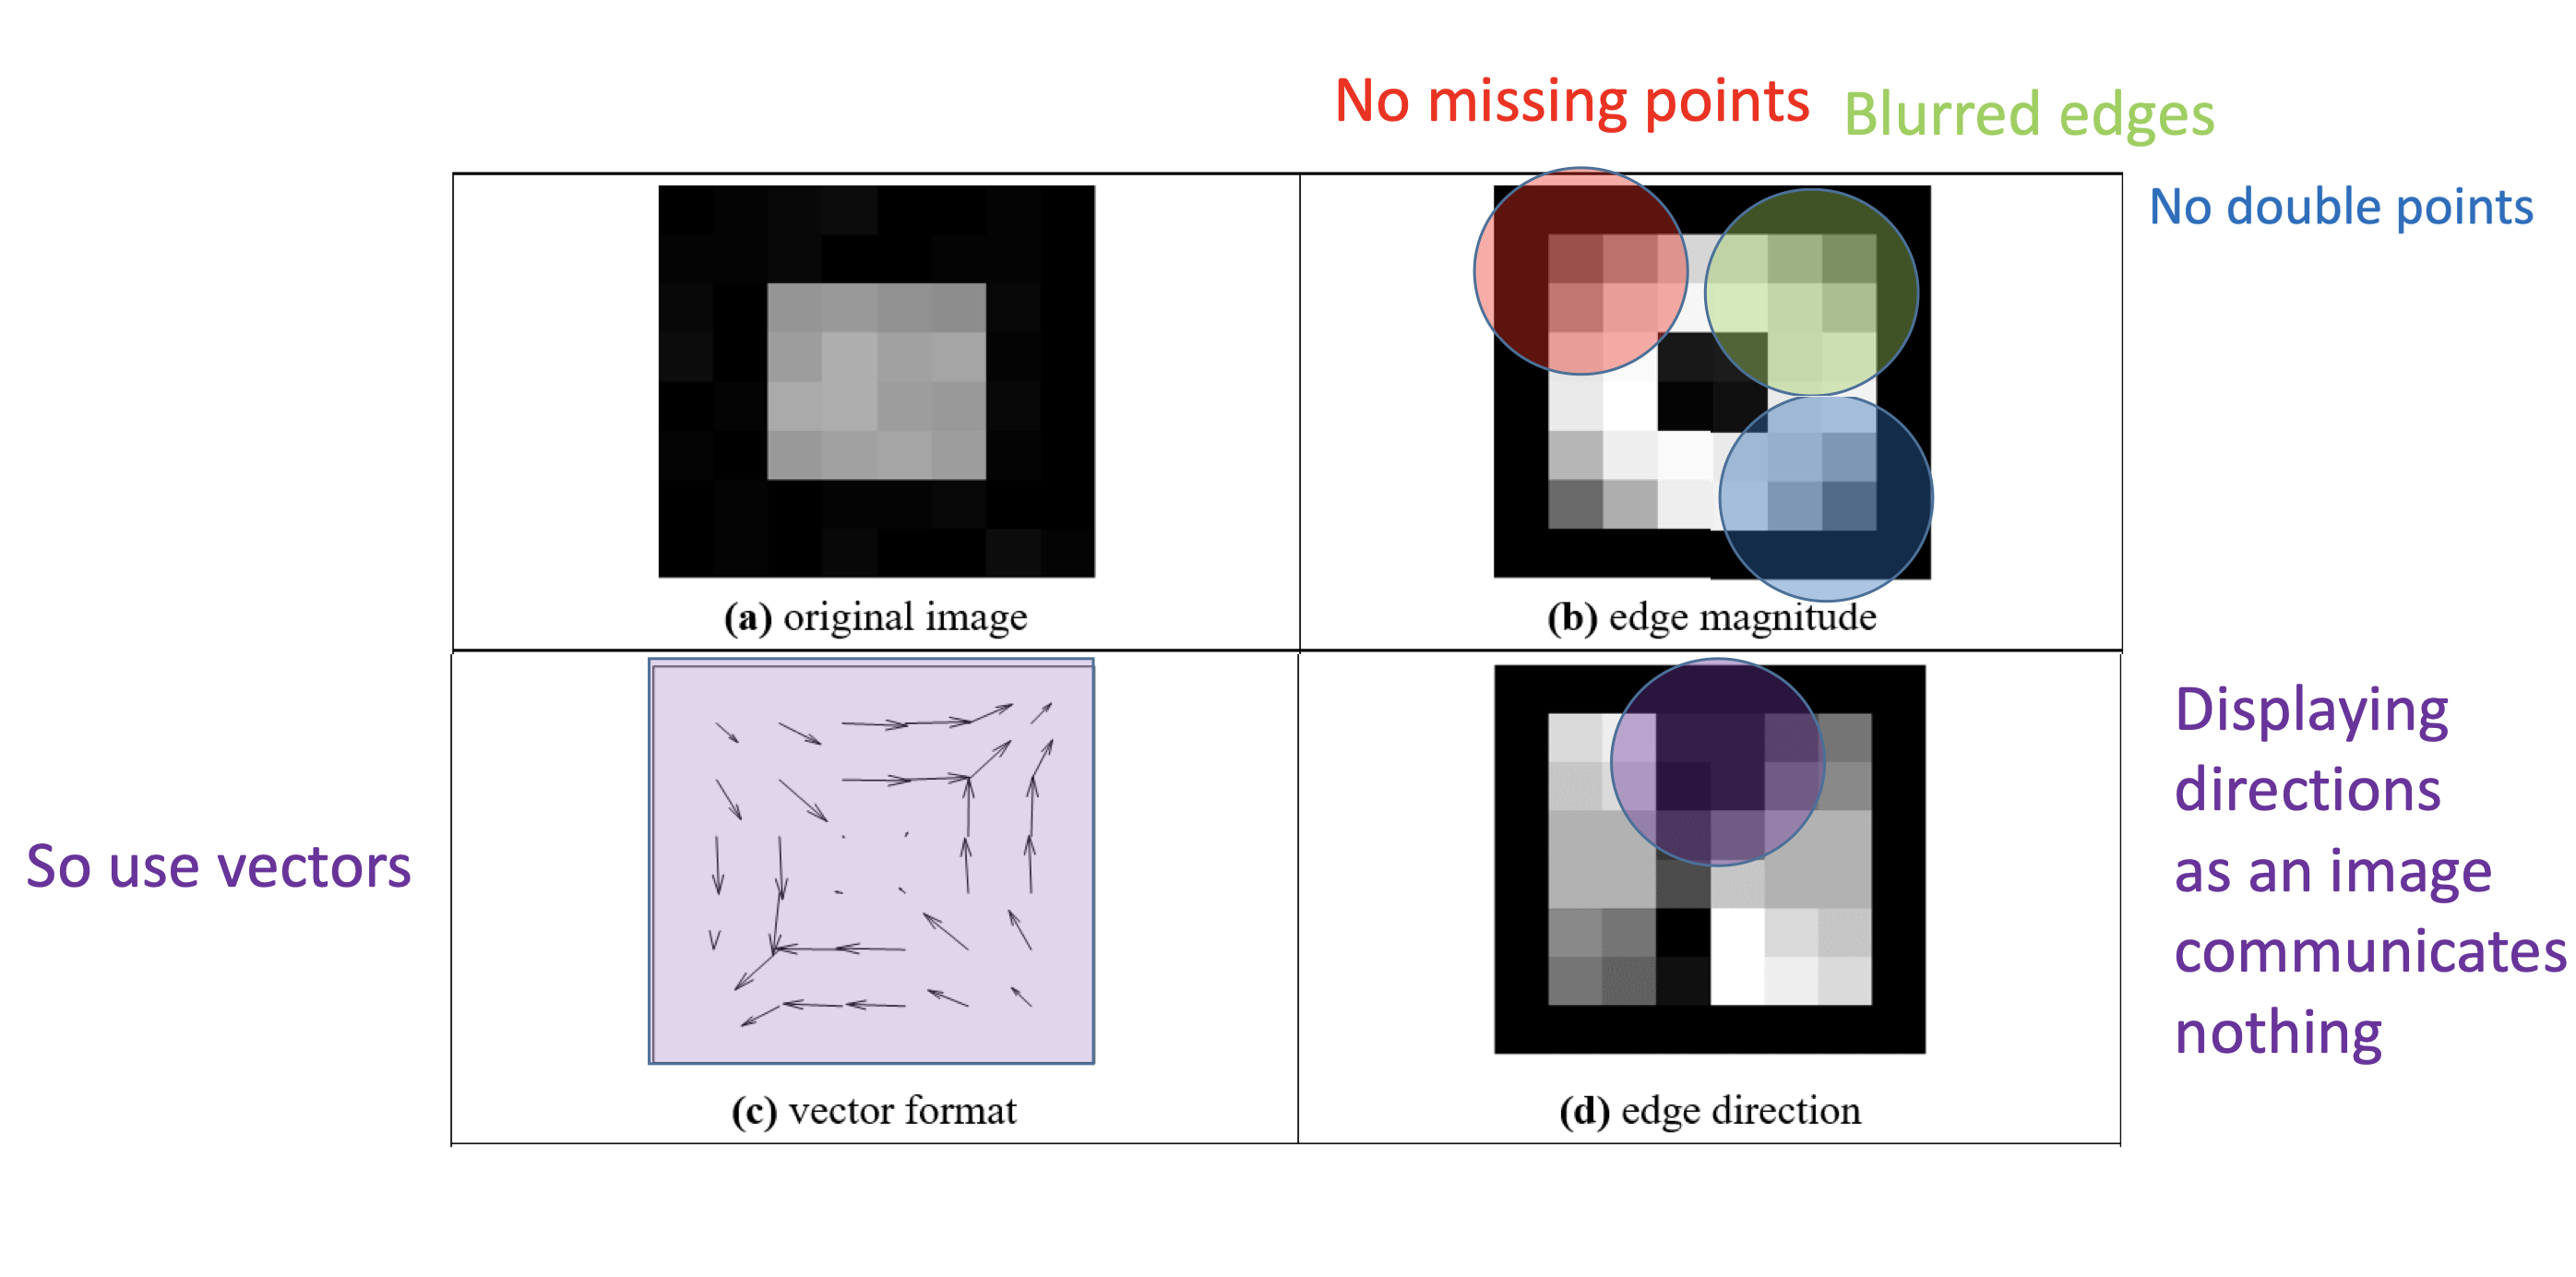 No missing points
Blurred edges
No double points
(a) original image
(b) edge magnitude
So use vectors
Displaying
directions
as an image
communicates
nothing
(c) vector format
(d) edge direction